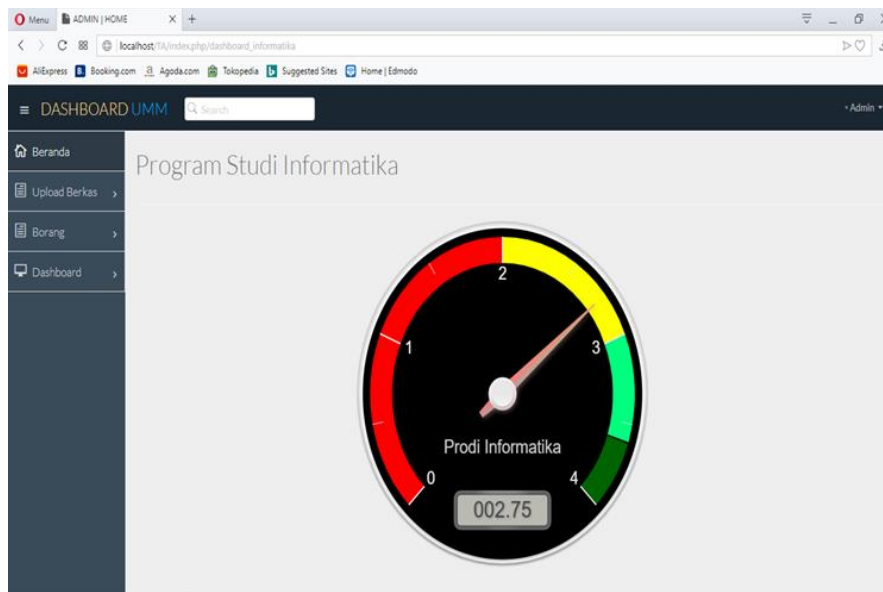 Menu
ADMIN | HOME
localhost/TA/index.php/dashboard_informatika
AliExpress
Booking.com
Agoda.com
Tokopedia
Suggested Sites
Home | Edmodo
DASHBOARD UMM
Search
Admin
Beranda
Program Studi Informatika
Upload Berkas
Borang
Dashboard
2
1
3
Prodi Informatika
0
4
002.75